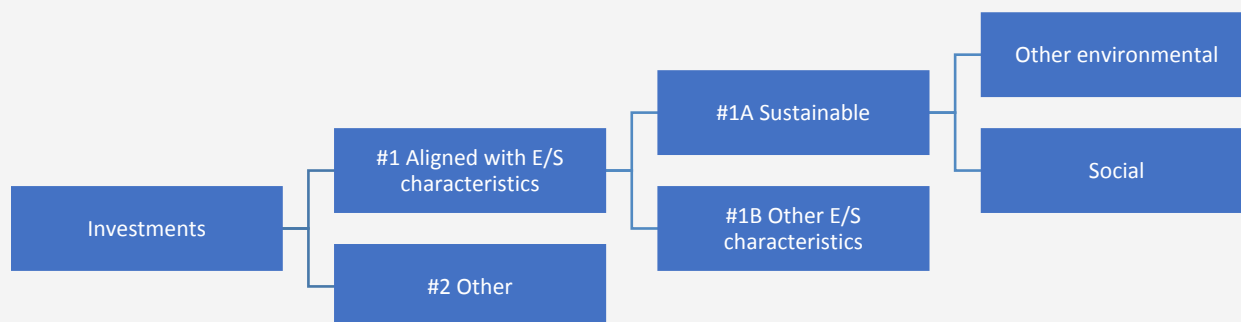 Investments
#1 Aligned with E/S
characteristics
#2 Other
#1A Sustainable
#1B Other E/S
characteristics
Other environmental
Social